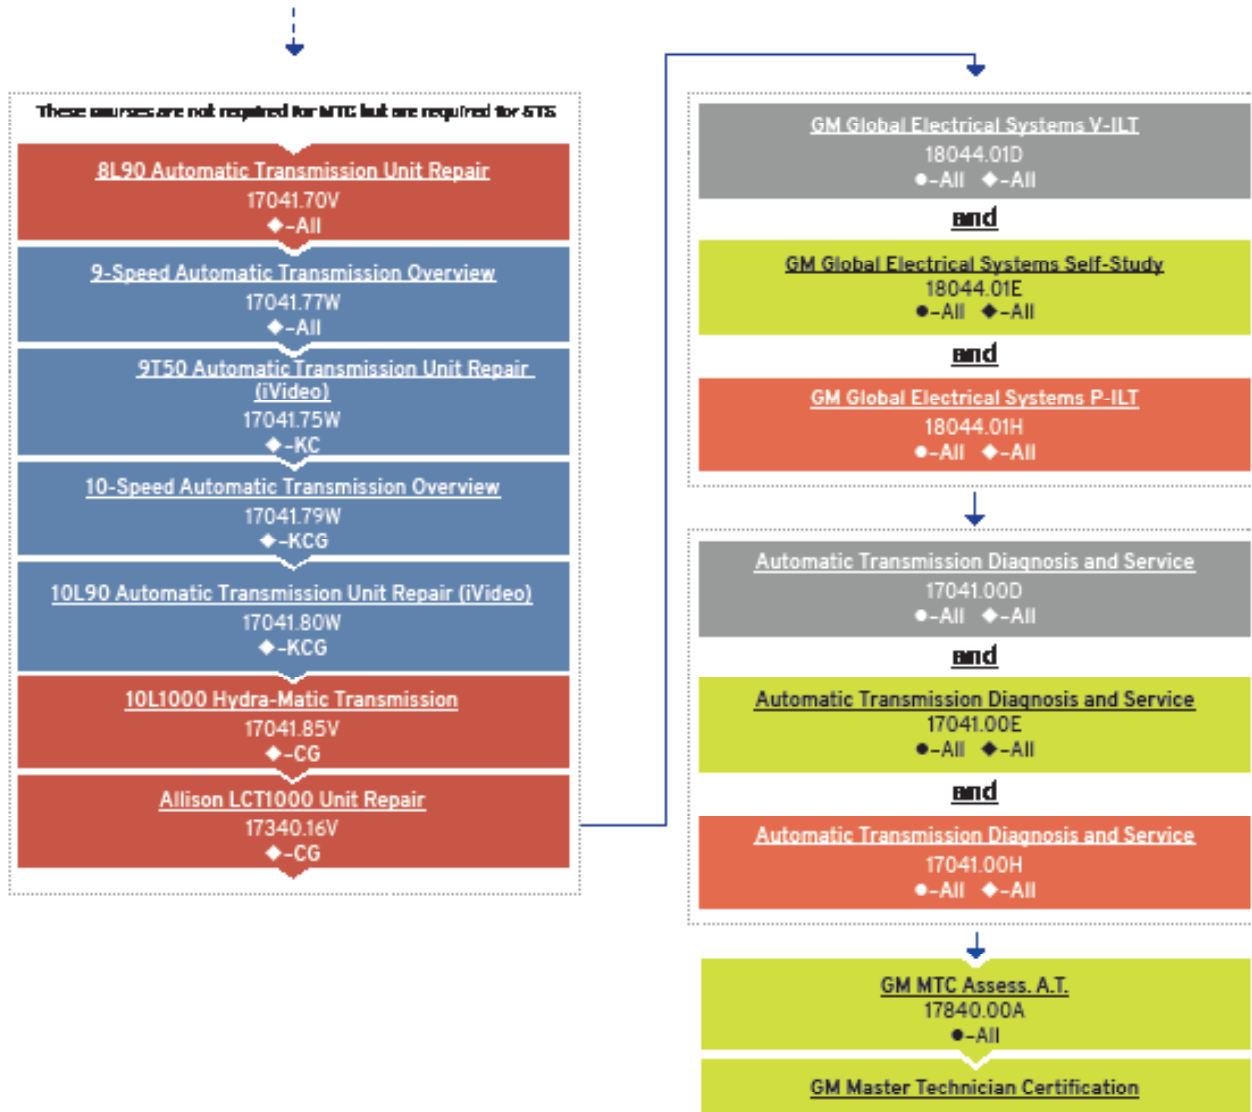 These courses are not required for MTC but are required for STS
8L90 Automatic Transmission Unit Repair
17041.70V
◆-All
9-Speed Automatic Transmission Overview
17041.77W
◆-All
9T50 Automatic Transmission Unit Repair
(iVideo)
17041.75W
◆-KC
10-Speed Automatic Transmission Overview
17041.79W
◆-KCG
10L90 Automatic Transmission Unit Repair (iVideo)
17041.80W
◆-KCG
10L1000 Hydra-Matic Transmission
17041.85V
◆-CG
Allison LCT1000 Unit Repair
17340.16V
◆-CG
GM Global Electrical Systems V-ILT
18044.01D
●-All ◆-All
and
GM Global Electrical Systems Self-Study
18044.01E
●-All ◆-All
and
GM Global Electrical Systems P-ILT
18044.01H
●-All ◆-All
Automatic Transmission Diagnosis and Service
17041.00D
●-All ◆-All
and
Automatic Transmission Diagnosis and Service
17041.00E
●-All ◆-All
and
Automatic Transmission Diagnosis and Service
17041.00H
●-All ◆-All
GM MTC Assess. A.T.
17840.00A
●-All
GM Master Technician Certification